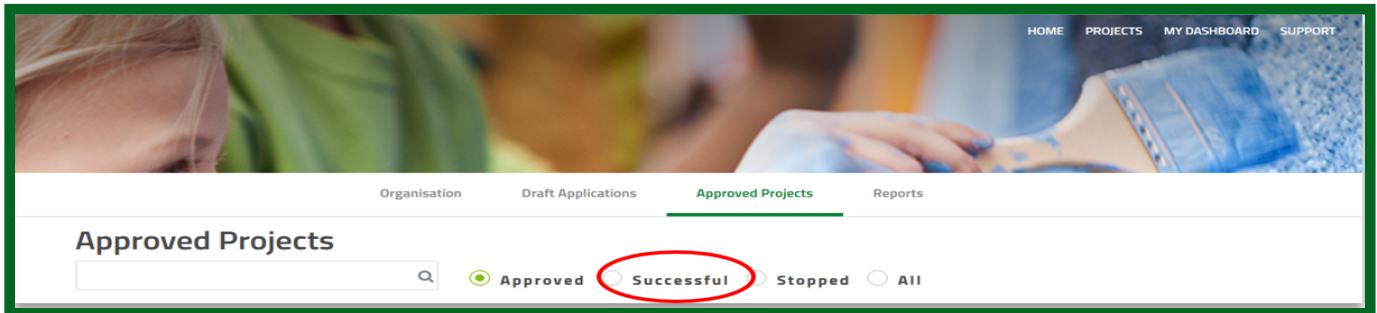 HOME PROJECTS MY DASHBOARD SUPPORT
Organisation Draft Applications Approved Projects Reports
Approved Projects
Approved Successful Stopped All